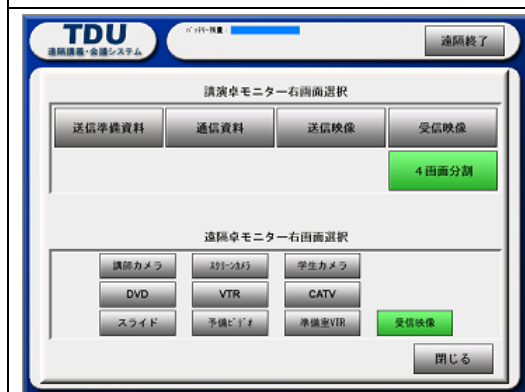 TDU
遠隔講義・会議システム
バッテリー残量:
遠隔終了
講演卓モニター右画面選択
送信準備資料 通信資料 送信映像 受信映像
4画面分割
遠隔卓モニター右画面選択
講師カメラ スクリーンカメラ 学生カメラ
DVD VTR CATV
スライド 予備ビデオ 準備室VTR 受信映像
閉じる